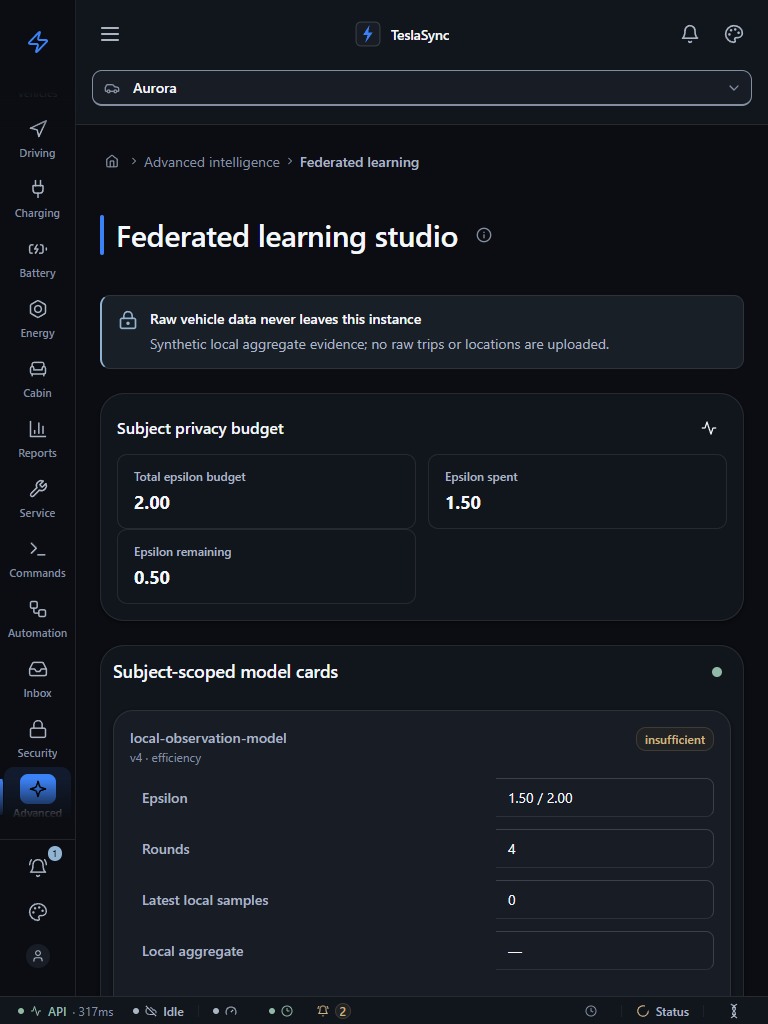 TeslaSync
Aurora
Driving
Charging
Battery
Energy
Cabin
Reports
Service
Commands
Automation
Inbox
Security
Advanced
1
Advanced intelligence
Federated learning
Federated learning studio
Raw vehicle data never leaves this instance
Synthetic local aggregate evidence; no raw trips or locations are uploaded.
Subject privacy budget
Total epsilon budget
2.00
Epsilon spent
1.50
Epsilon remaining
0.50
Subject-scoped model cards
local-observation-model
insufficient
v4 · efficiency
Epsilon
1.50 / 2.00
Rounds
4
Latest local samples
0
Local aggregate
—
API · 317ms
Idle
2
Status